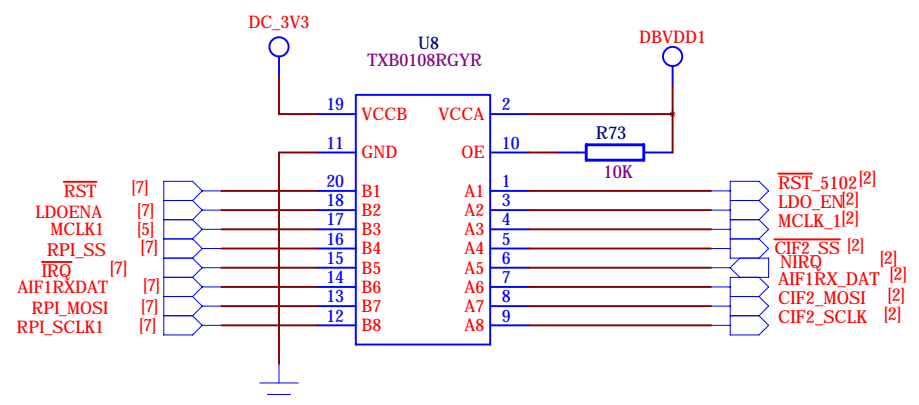 DC_3V3
U8
TXB0108RGYR
DBVDD1
19 VCCB VCCA 2
11 GND OE 10
R73
10K
RST [7] 20 B1 A1 1 RST_5102 [2]
LDOENA [7] 18 B2 A2 3 LDO_EN [2]
MCLK1 [5] 17 B3 A3 4 MCLK_1 [2]
RPI_SS [7] 16 B4 A4 5 CIF2_SS [2]
IRQ [7] 15 B5 A5 6 NIRQ [2]
AIF1RXDAT [7] 14 B6 A6 7 AIF1RX_DAT [2]
RPI_MOSI [7] 13 B7 A7 8 CIF2_MOSI [2]
RPI_SCLK1 [7] 12 B8 A8 9 CIF2_SCLK [2]